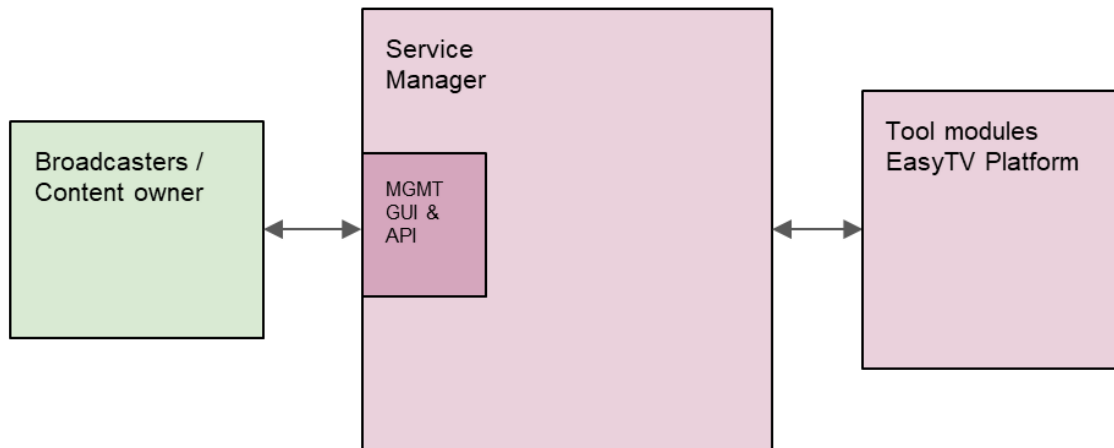 Service
Manager
Broadcasters /
Content owner
MGMT
GUI &
API
Tool modules
EasyTV Platform